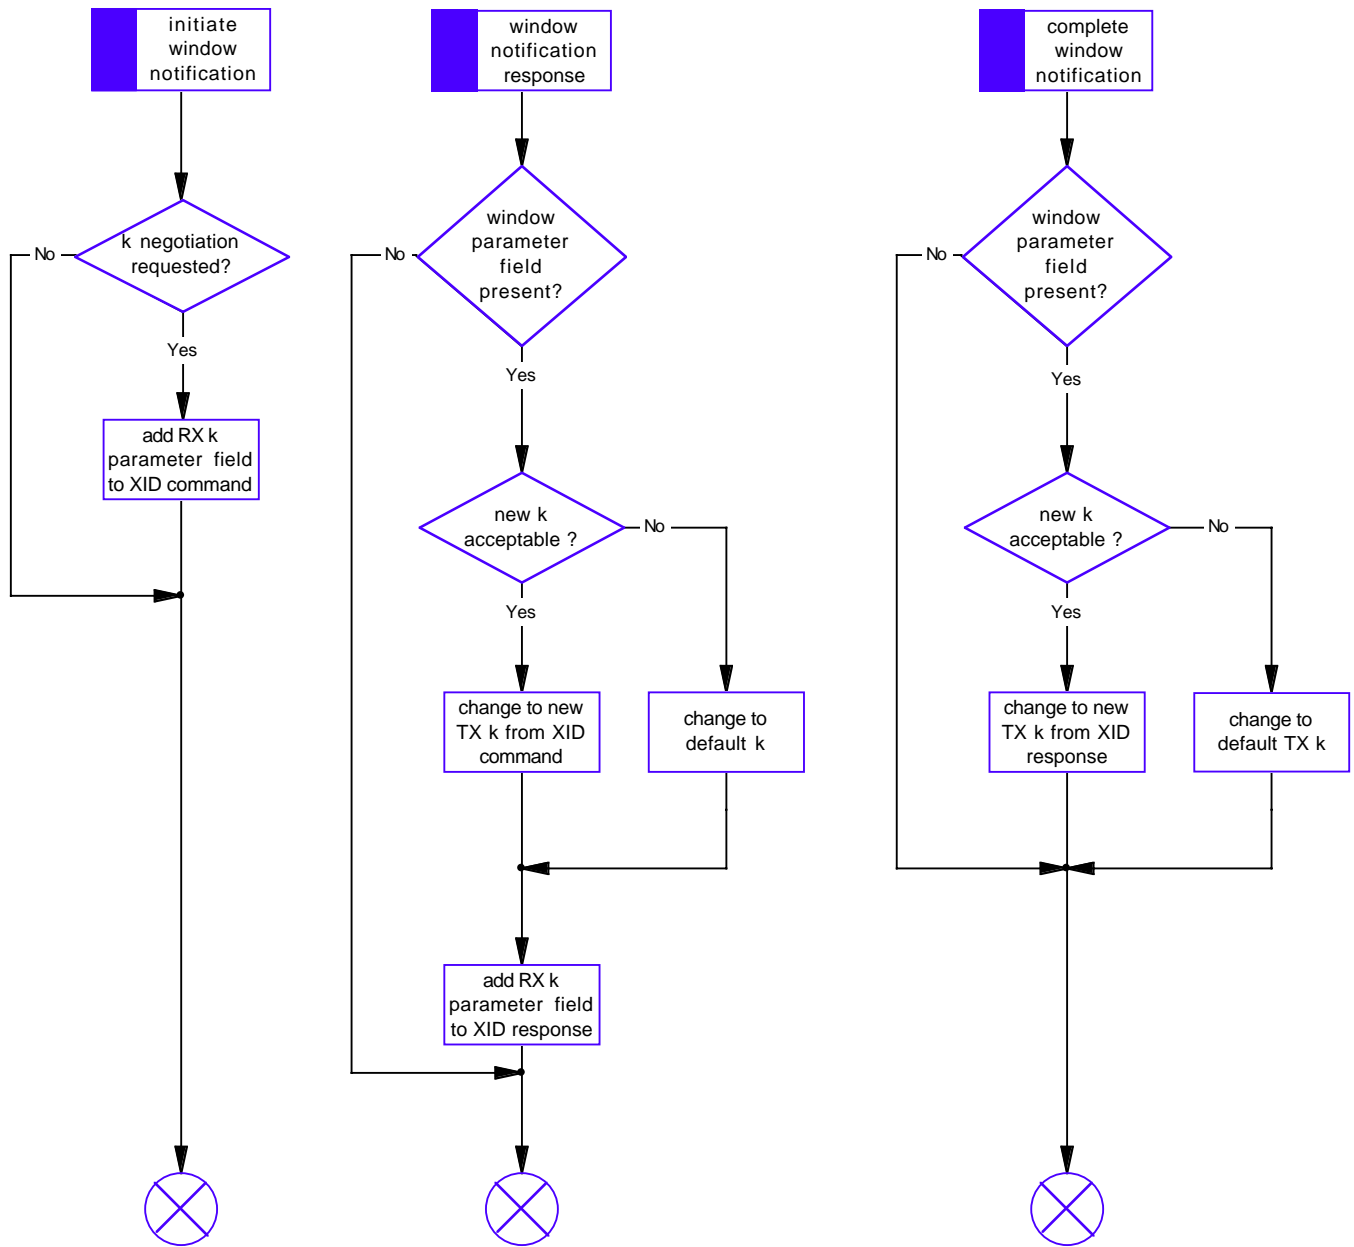 initiate
window
notification
k negotiation
requested?
No
Yes
add RX k
parameter field
to XID command
window
notification
response
window
parameter
field
present?
No
Yes
new k
acceptable ?
No
Yes
change to new
TX k from XID
command
change to
default k
add RX k
parameter field
to XID response
complete
window
notification
window
parameter
field
present?
No
Yes
new k
acceptable ?
No
Yes
change to new
TX k from XID
response
change to
default TX k